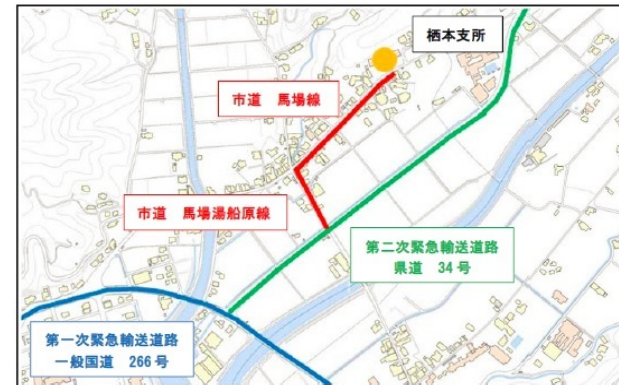 栖本支所
市道　馬場線
市道　馬場湯船原線
第二次緊急輸送道路
県道　34号
第一次緊急輸送道路
一般国道　266号